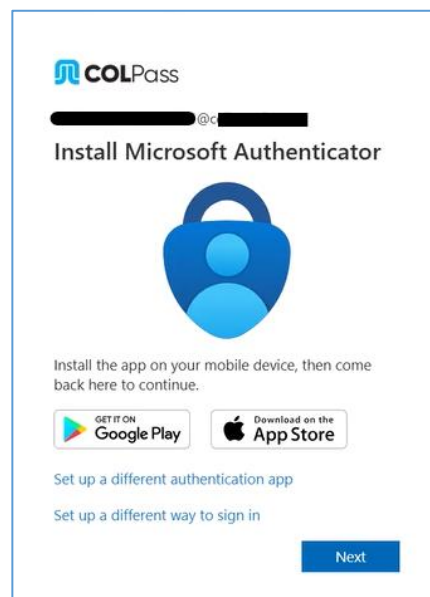 COLPass
@c
Install Microsoft Authenticator
Install the app on your mobile device, then come
back here to continue.
GET IT ON
Google Play
Download on the
App Store
Set up a different authentication app
Set up a different way to sign in
Next